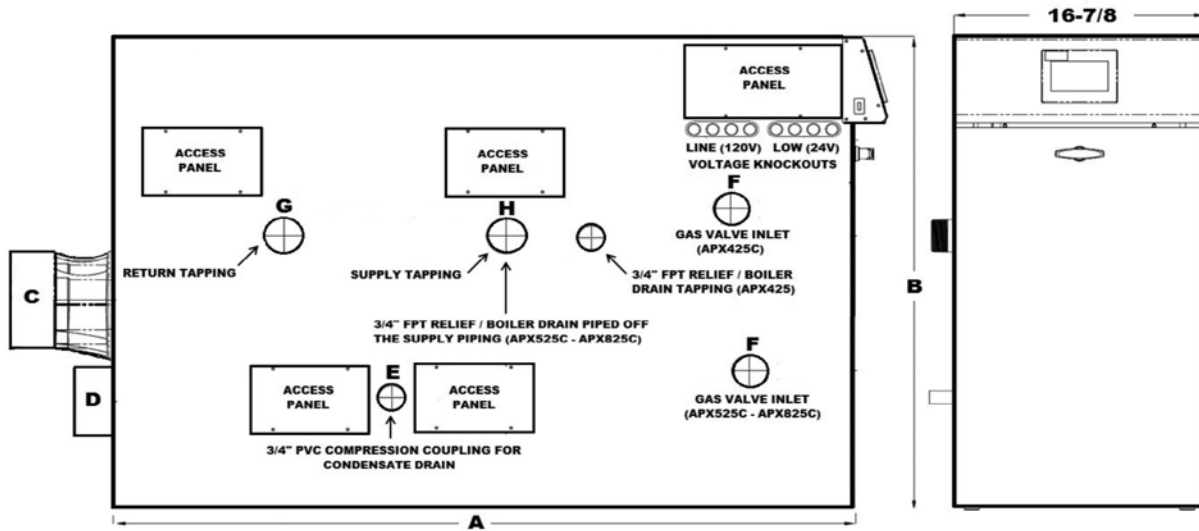 16-7/8
ACCESS
PANEL
LINE (120V) LOW (24V)
VOLTAGE KNOCKOUTS
ACCESS
PANEL
ACCESS
PANEL
F
G
H
GAS VALVE INLET
(APX425C)
RETURN TAPPING
SUPPLY TAPPING
3/4" FPT RELIEF / BOILER
DRAIN TAPPING (APX425)
C
B
3/4" FPT RELIEF / BOILER DRAIN PIPED OFF
THE SUPPLY PIPING (APX525C - APX825C)
F
D
ACCESS
PANEL
E
ACCESS
PANEL
GAS VALVE INLET
(APX525C - APX825C)
3/4" PVC COMPRESSION COUPLING FOR
CONDENSATE DRAIN
A